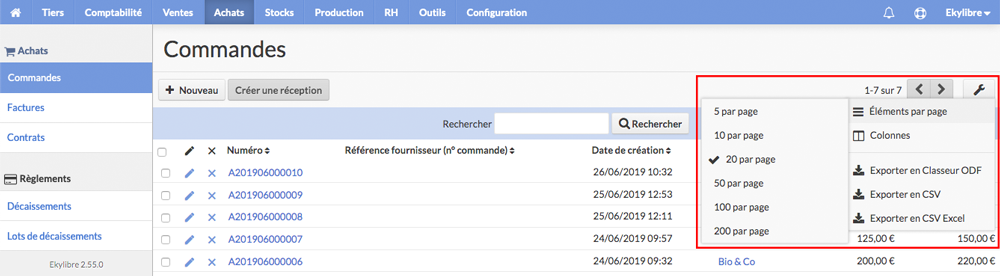 Tiers Comptabilité Ventes Achats Stocks Production RH Outils Configuration Ekylibre
Achats
Commandes
Factures
Contrats
Règlements
Décaissements
Lots de décaissements
Ekylibre 2.55.0
Commandes
+ Nouveau Créer une réception 1-7 sur 7
Rechercher Rechercher
Numéro Référence fournisseur (n° commande) Date de création
A201906000010 26/06/2019 10:32
A201906000009 25/06/2019 12:53
A201906000008 25/06/2019 12:11
A201906000007 24/06/2019 09:57 125,00 € 150,00 €
A201906000006 24/06/2019 09:32 Bio & Co 200,00 € 220,00 €
5 par page
10 par page
20 par page
50 par page
100 par page
200 par page
Éléments par page
Colonnes
Exporter en Classeur ODF
Exporter en CSV
Exporter en CSV Excel